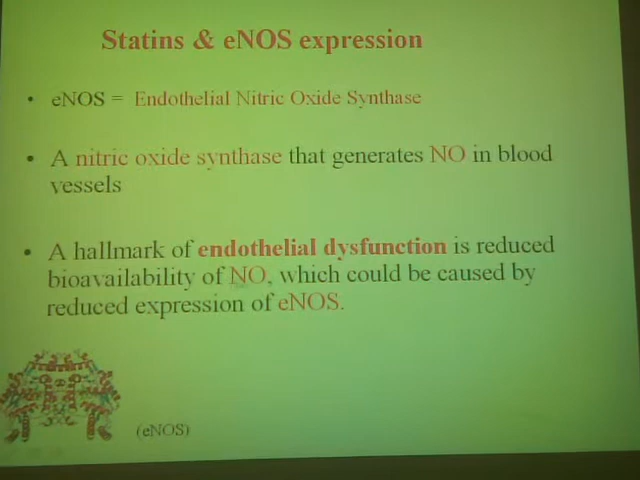 Statins & eNOS expression
• eNOS = Endothelial Nitric Oxide Synthase
• A nitric oxide synthase that generates NO in blood
vessels
• A hallmark of endothelial dysfunction is reduced
bioavailability of NO, which could be caused by
reduced expression of eNOS.
(eNOS)